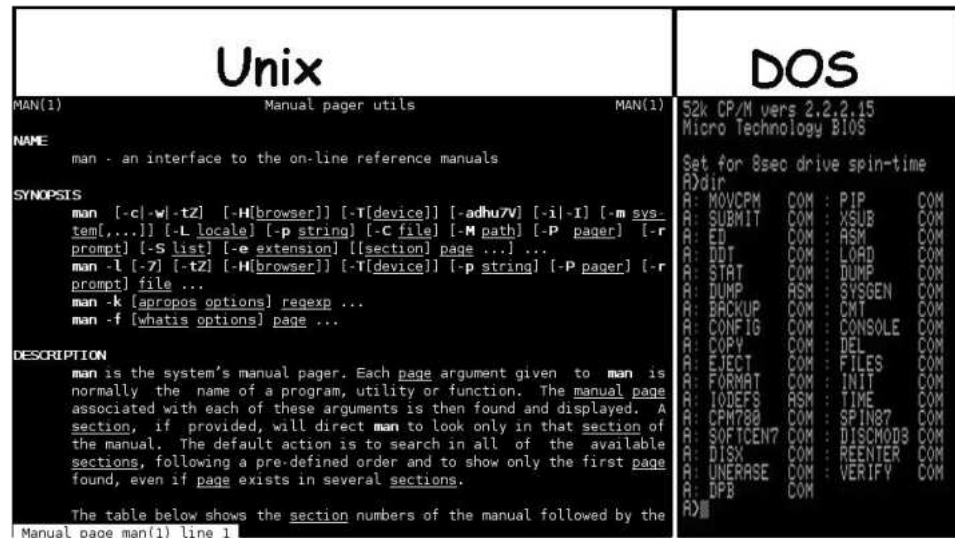 Unix
MAN(1) Manual pager utils MAN(1)
NAME
man - an interface to the on-line reference manuals
SYNOPSIS
man [-c|-w|-tZ] [-H[browser]] [-T[device]] [-adhu7V] [-i|-I] [-m sys-
tem[,...]] [-L locale] [-p string] [-C file] [-M path] [-P pager] [-r
prompt] [-S list] [-e extension] [[section] page ...] ...
man -l [-7] [-tZ] [-H[browser]] [-T[device]] [-p string] [-P pager] [-r
prompt] file ...
man -k [apropos options] regexp ...
man -f [whatis options] page ...
DESCRIPTION
man is the system's manual pager. Each page argument given to man is
normally the name of a program, utility or function. The manual page
associated with each of these arguments is then found and displayed. A
section, if provided, will direct man to look only in that section of
the manual. The default action is to search in all of the available
sections, following a pre-defined order and to show only the first page
found, even if page exists in several sections.
The table below shows the section numbers of the manual followed by the
Manual page man(1) line 1
DOS
52k CP/M vers 2.2.2.15
Micro Technology BIOS
Set for 8sec drive spin-time
A>dir
A: MOVCPM COM : PIP COM
A: SUBMIT COM : XSUB COM
A: ED COM : ASM COM
A: DDT COM : LOAD COM
A: STAT COM : DUMP COM
A: DUMP ASM : SYSGEN COM
A: BACKUP COM : CMT COM
A: CONFIG COM : CONSOLE COM
A: COPY COM : DEL COM
A: EJECT COM : FILES COM
A: FORMAT COM : INIT COM
A: IODEFS ASM : TIME COM
A: CPM780 COM : SPIN87 COM
A: SOFTCEN7 COM : DISCMOD3 COM
A: DISX COM : REENTER COM
A: UNERASE COM : VERIFY COM
A: DPB COM
A>